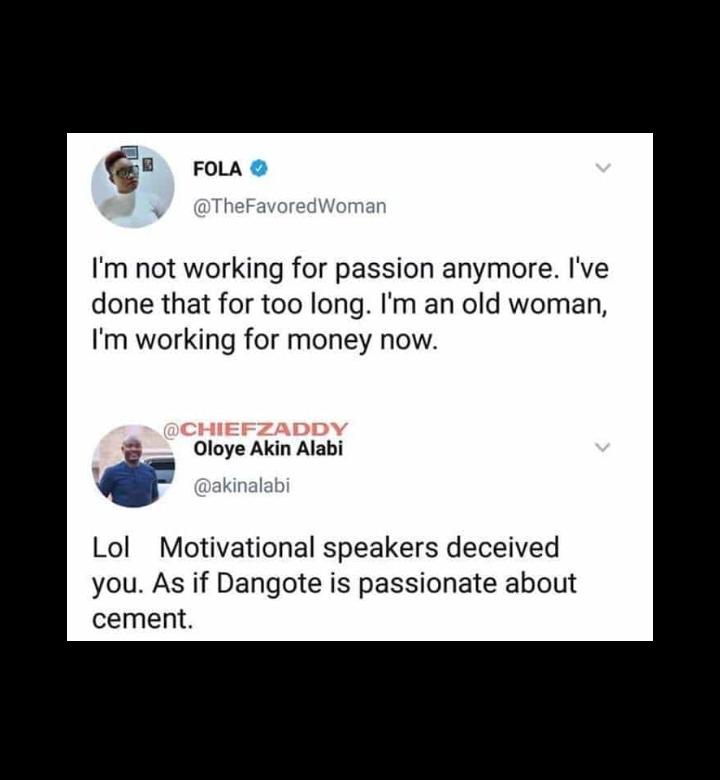 FOLA
@TheFavoredWoman
I'm not working for passion anymore. I've
done that for too long. I'm an old woman,
I'm working for money now.
@CHIEFZADDY
Oloye Akin Alabi
@akinalabi
Lol Motivational speakers deceived
you. As if Dangote is passionate about
cement.